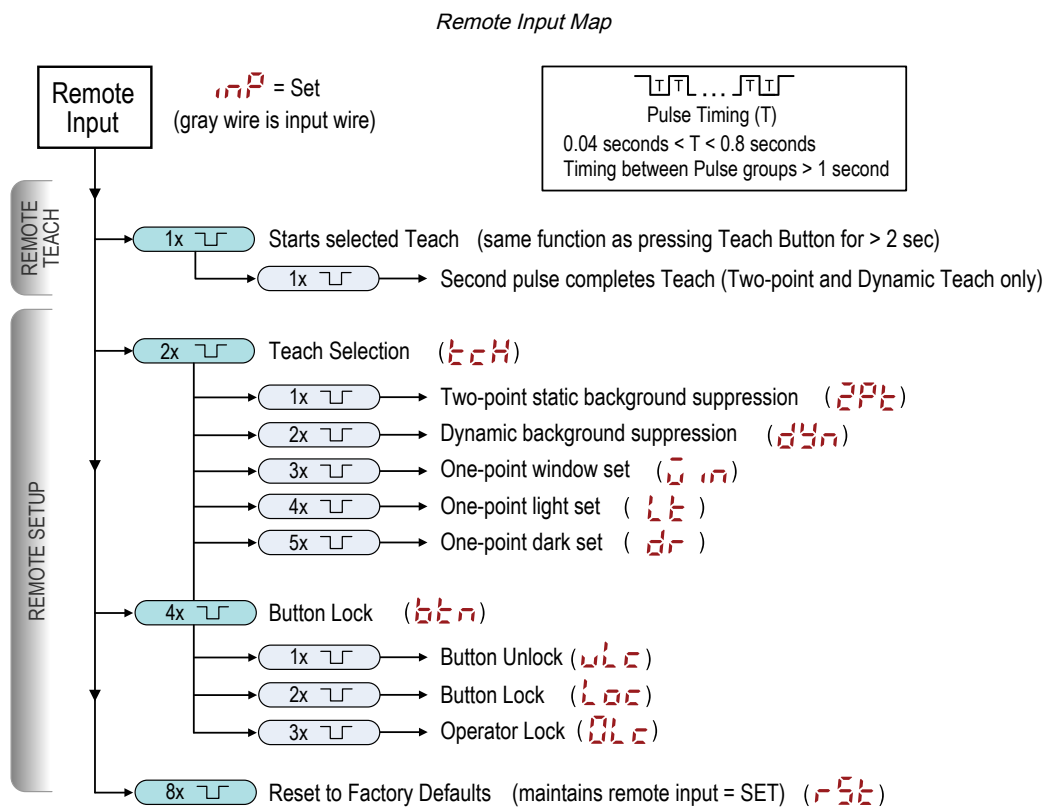 Remote Input Map
Remote
Input
inP = Set
(gray wire is input wire)
T T ... T T
Pulse Timing (T)
0.04 seconds < T < 0.8 seconds
Timing between Pulse groups > 1 second
REMOTE
TEACH
1x Starts selected Teach (same function as pressing Teach Button for > 2 sec)
1x Second pulse completes Teach (Two-point and Dynamic Teach only)
REMOTE SETUP
2x Teach Selection (tcH)
1x Two-point static background suppression (2Pt)
2x Dynamic background suppression (dYn)
3x One-point window set (win)
4x One-point light set (Lt)
5x One-point dark set (dr)
4x Button Lock (btn)
1x Button Unlock (uLc)
2x Button Lock (Loc)
3x Operator Lock (OLc)
8x Reset to Factory Defaults (maintains remote input = SET) (rSt)